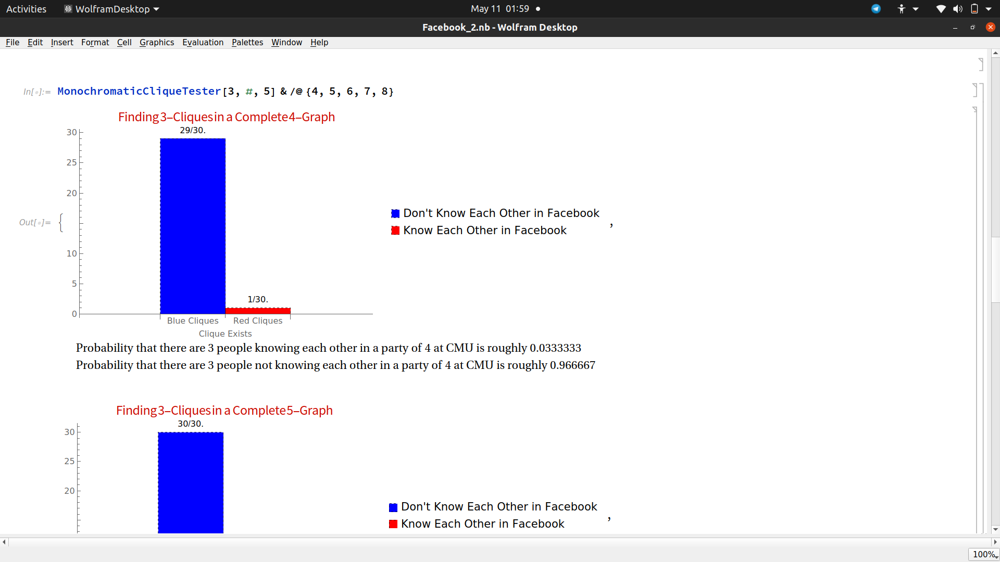 Activities WolframDesktop May 11 01:59
Facebook_2.nb - Wolfram Desktop
File Edit Insert Format Cell Graphics Evaluation Palettes Window Help
In[•]:= MonochromaticCliqueTester[3, #, 5] & /@ {4, 5, 6, 7, 8}
Finding 3–Cliques in a Complete 4–Graph
29/30.
30
25
20
Don't Know Each Other in Facebook
Out[•]= {
Know Each Other in Facebook
,
10
5
1/30.
0
Blue Cliques Red Cliques
Clique Exists
Probability that there are 3 people knowing each other in a party of 4 at CMU is roughly 0.0333333
Probability that there are 3 people not knowing each other in a party of 4 at CMU is roughly 0.966667
Finding 3–Cliques in a Complete 5–Graph
30/30.
30
25
20
Don't Know Each Other in Facebook
Know Each Other in Facebook
,
100%